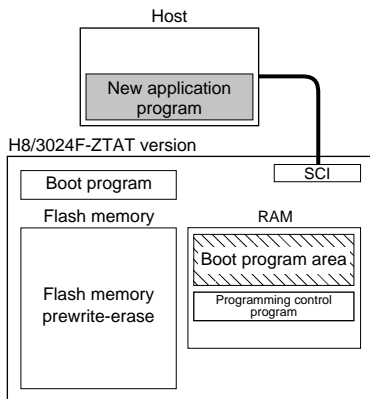 Host
New application
program
H8/3024F-ZTAT version
SCI
Boot program
Flash memory
RAM
Boot program area
Flash memory
prewrite-erase
Programming control
program